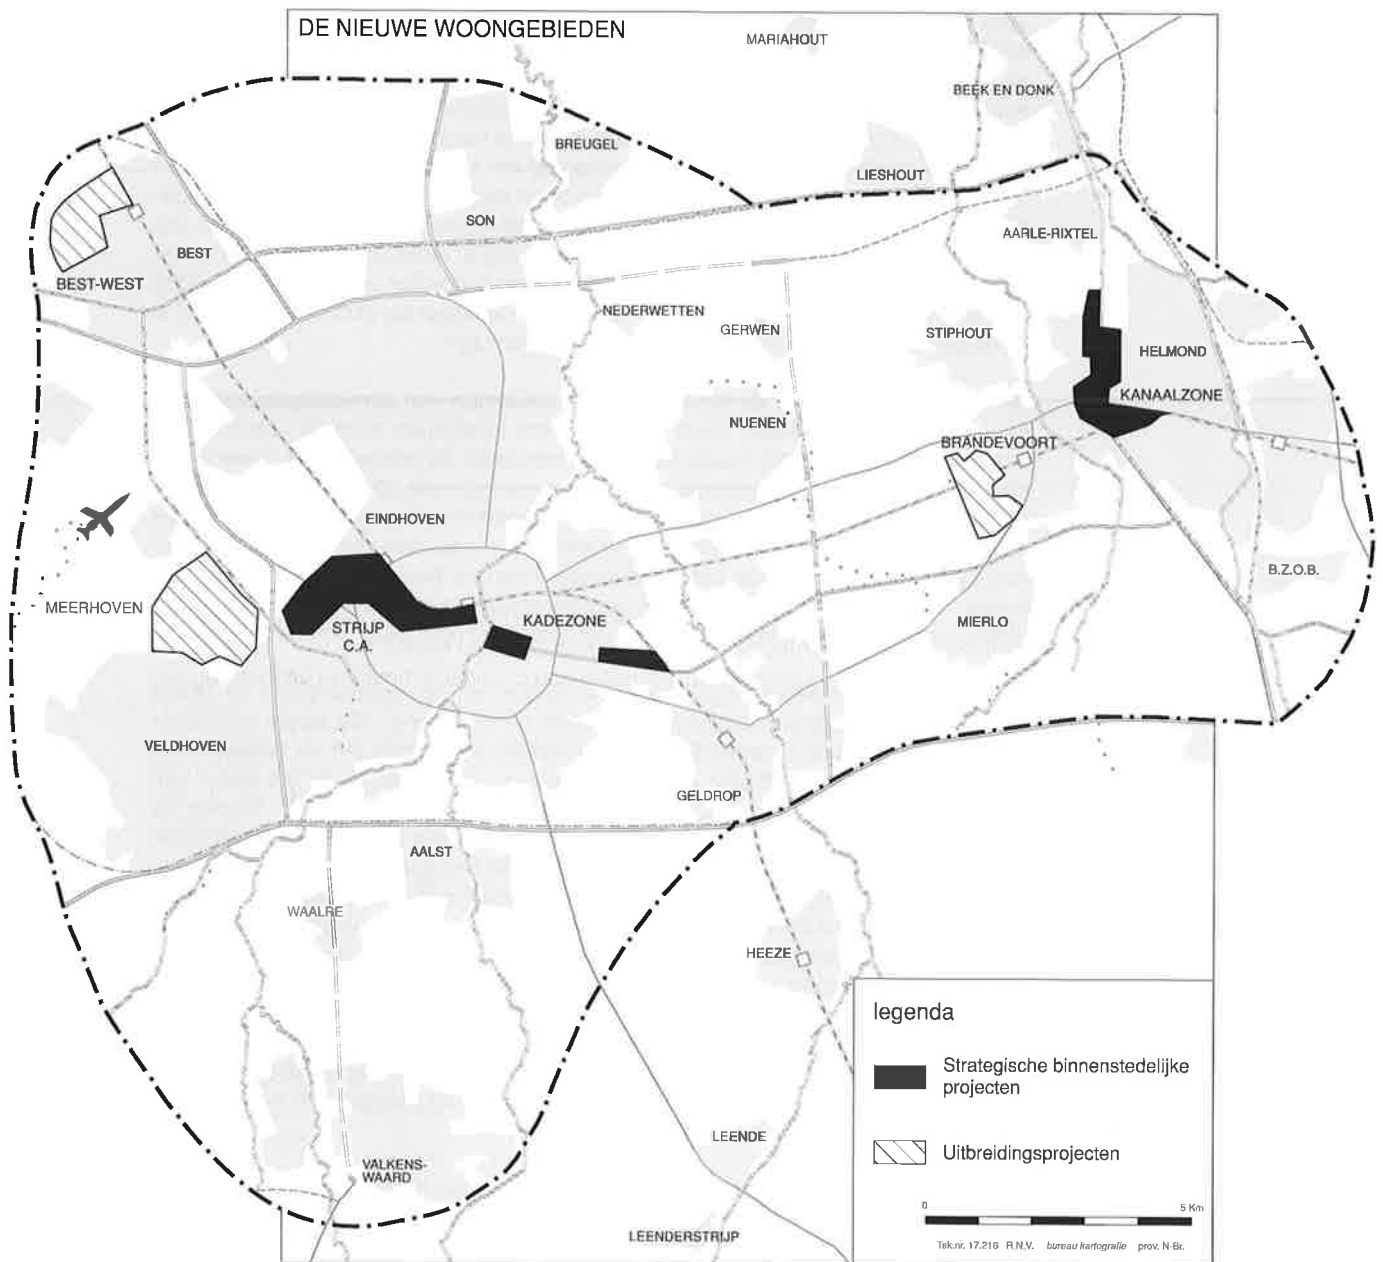 DE NIEUWE WOONGEBIEDEN
MARIAHOUT
BEEK EN DONK
BREUGEL
LIESHOUT
SON
AARLE-RIXTEL
BEST
BEST-WEST
NEDERWETTEN
GERWEN
STIPHOUT
HELMOND
KANAALZONE
NUENEN
BRANDEVOORT
EINDHOVEN
B.Z.O.B.
MEERHOVEN
STRIJP
C.A.
KADEZONE
MIERLO
VELDHOVEN
GELDROP
AALST
WAALRE
HEEZE
LEENDE
VALKENS-
WAARD
LEENDERSTRIJP
legenda
Strategische binnenstedelijke
projecten
Uitbreidingsprojecten
0 5 Km
Tek.nr. 17.216 R.N.V. bureau kartografie prov. N-Br.